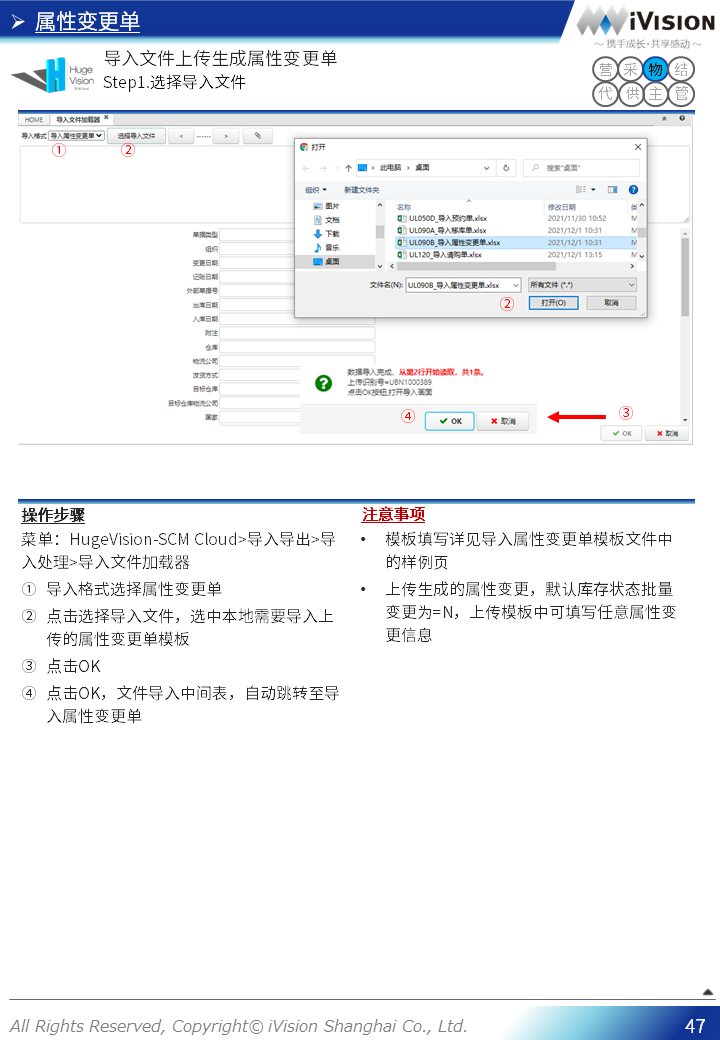 ➢ 属性变更单
iVISION
～ 携手成长·共享感动 ～
Huge
Vision
导入文件上传生成属性变更单
Step1.选择导入文件
营 采 物 结
代 供 主 管
HOME 导入文件加载器
导入格式 导入属性变更单 选择导入文件 < ------ >
① ②
打开
此电脑 › 桌面
搜索"桌面"
组织 新建文件夹
图片
文档
下载
音乐
桌面
名称 修改日期 类
UL050D_导入预约单.xlsx 2021/11/30 10:52 M
UL090A_导入移库单.xlsx 2021/12/1 10:31 M
UL090B_导入属性变更单.xlsx 2021/12/1 10:31 M
UL120_导入请购单.xlsx 2021/12/1 13:15 M
文件名(N): UL090B_导入属性变更单.xlsx 所有文件 (*.*)
② 打开(O) 取消
单据类型
组织
变更日期
记账日期
外部单据号
出库日期
入库日期
附注
仓库
物流公司
发货方式
目标仓库
目标仓库物流公司
国家
数据导入完成，从第2行开始读取，共1条。
上传识别号=UBN1000389
点击OK按钮,打开导入画面
④ OK 取消
③
OK 取消
操作步骤
菜单：HugeVision-SCM Cloud>导入导出>导
入处理>导入文件加载器
① 导入格式选择属性变更单
② 点击选择导入文件，选中本地需要导入上
传的属性变更单模板
③ 点击OK
④ 点击OK，文件导入中间表，自动跳转至导
入属性变更单
注意事项
• 模板填写详见导入属性变更单模板文件中
的样例页
• 上传生成的属性变更，默认库存状态批量
变更为=N，上传模板中可填写任意属性变
更信息
All Rights Reserved, Copyright© iVision Shanghai Co., Ltd.
47